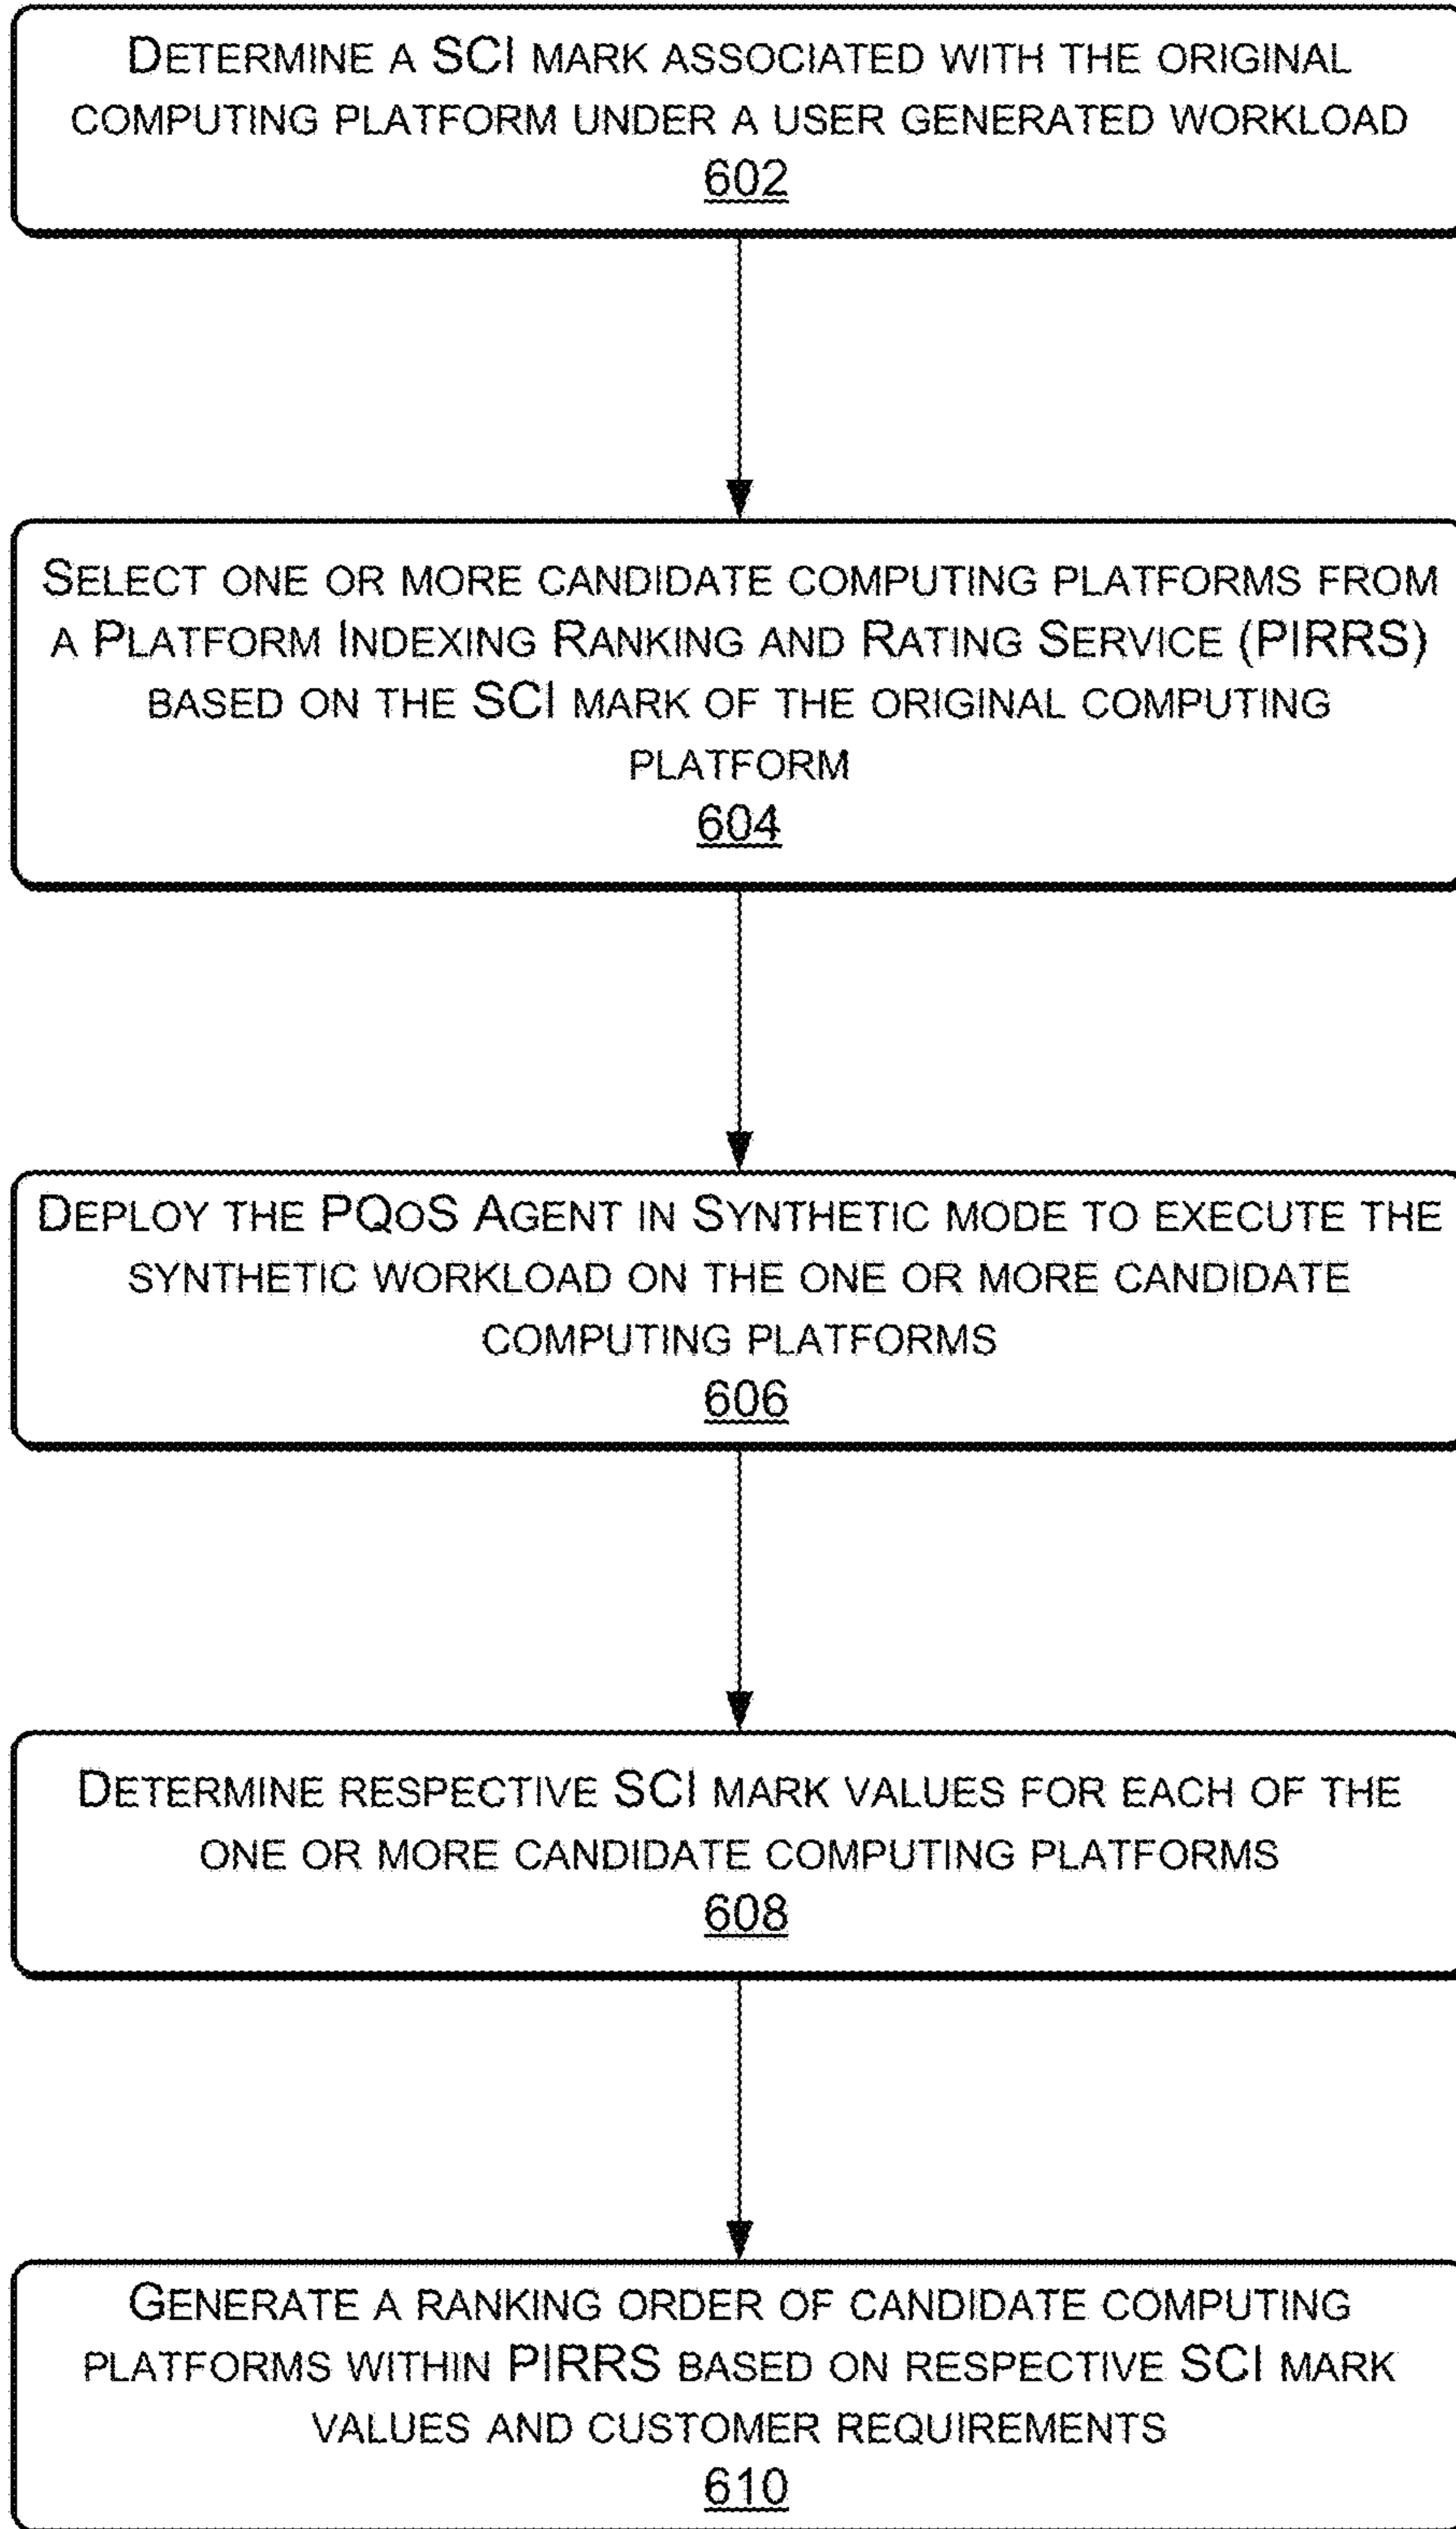 DETERMINE A SCI MARK ASSOCIATED WITH THE ORIGINAL
COMPUTING PLATFORM UNDER A USER GENERATED WORKLOAD
602
SELECT ONE OR MORE CANDIDATE COMPUTING PLATFORMS FROM
A PLATFORM INDEXING RANKING AND RATING SERVICE (PIRRS)
BASED ON THE SCI MARK OF THE ORIGINAL COMPUTING
PLATFORM
604
DEPLOY THE PQOS AGENT IN SYNTHETIC MODE TO EXECUTE THE
SYNTHETIC WORKLOAD ON THE ONE OR MORE CANDIDATE
COMPUTING PLATFORMS
606
DETERMINE RESPECTIVE SCI MARK VALUES FOR EACH OF THE
ONE OR MORE CANDIDATE COMPUTING PLATFORMS
608
GENERATE A RANKING ORDER OF CANDIDATE COMPUTING
PLATFORMS WITHIN PIRRS BASED ON RESPECTIVE SCI MARK
VALUES AND CUSTOMER REQUIREMENTS
610